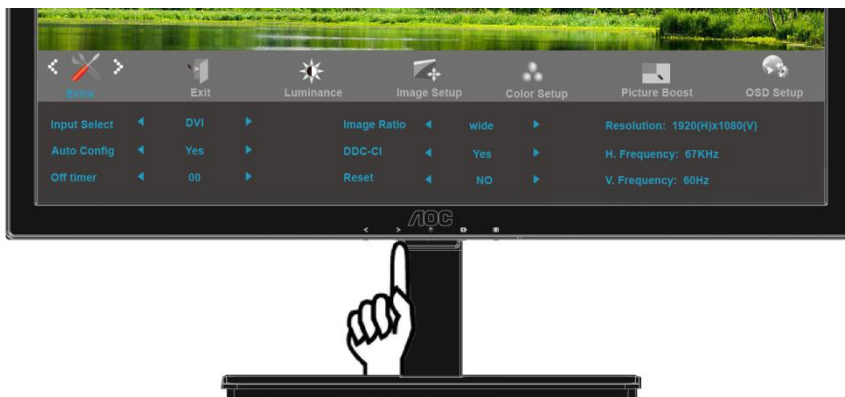 Extra Exit Luminance Image Setup Color Setup Picture Boost OSD Setup
Input Select DVI Image Ratio wide Resolution: 1920(H)x1080(V)
Auto Config Yes DDC-CI Yes H. Frequency: 67KHz
Off timer 00 Reset NO V. Frequency: 60Hz
AOC
< >